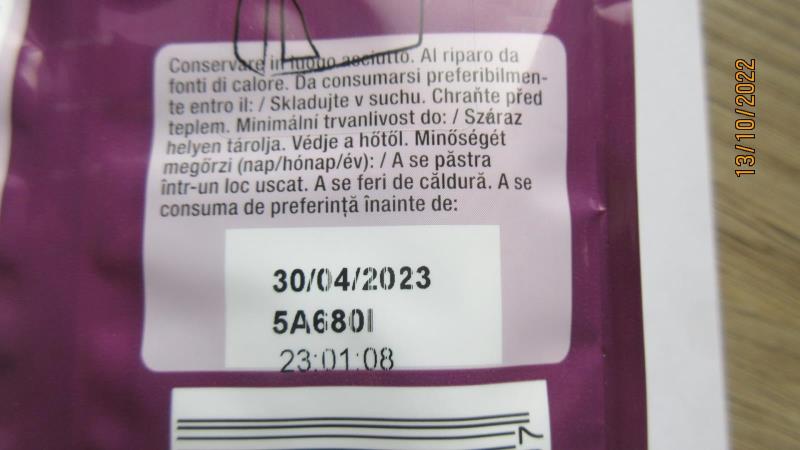 Conservare in luogo asciutto. Al riparo da
fonti di calore. Da consumarsi preferibilmen-
te entro il: / Skladujte v suchu. Chraňte před
teplem. Minimální trvanlivost do: / Száraz
helyen tárolja. Védje a hőtől. Minőségét
megőrzi (nap/hónap/év): / A se păstra
într-un loc uscat. A se feri de căldură. A se
consuma de preferință înainte de:
30/04/2023
5A680I
23:01:08
13/10/2022